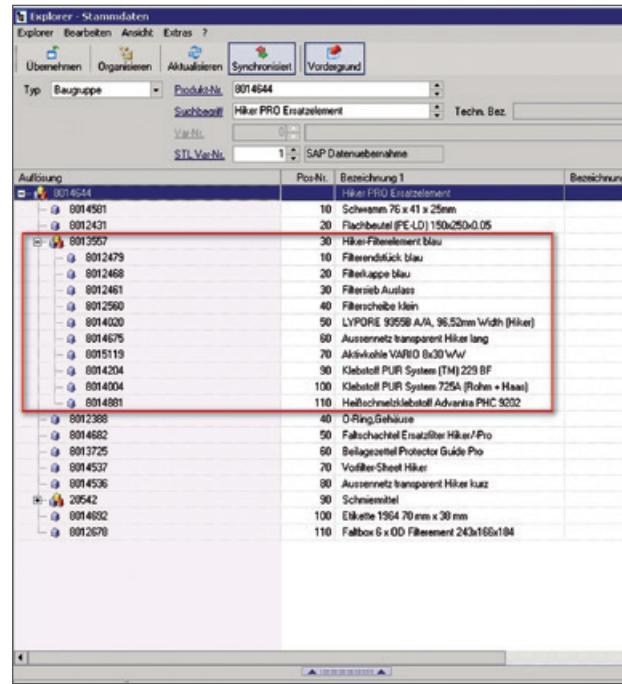 Explorer - Stammdaten
Explorer Bearbeiten Ansicht Extras ?
Übernehmen Organisieren Aktualisieren Synchronisiert Vordergrund
Typ Baugruppe Produkt-Nr. 8014644
Suchbegriff Hiker PRO Ersatzelement Techn. Bez.
Var-Nr. 0
STL Var-Nr. 1 SAP Datenuebernahme
Auflösung Pos-Nr. Bezeichnung 1 Bezeichnung
8014644 Hiker PRO Ersatzelement
8014581 10 Schwamm 76 x 41 x 25mm
8012431 20 Flachbeutel (PE-LD) 150x250x0.05
8013557 30 Hiker-Filterelement blau
8012479 10 Filterendstück blau
8012468 20 Filterkappe blau
8012461 30 Filtersieb Auslass
8012560 40 Filterscheibe klein
8014020 50 LYPORE 9355B A/A, 96,52mm Width (Hiker)
8014675 60 Aussennetz transparent Hiker lang
8015119 70 Aktivkohle VARIO 8x30 WW
8014204 90 Klebstoff PUR System (TM) 229 BF
8014004 100 Klebstoff PUR System 725A (Rohm + Haas)
8014881 110 Heißschmelzklebstoff Advantra PHC 9202
8012388 40 O-Ring,Gehäuse
8014682 50 Faltschachtel Ersatzfilter Hiker/-Pro
8013725 60 Beilagezettel Protector Guide Pro
8014537 70 Vorfilter-Sheet Hiker
8014536 80 Aussennetz transparent Hiker kurz
20542 90 Schmiermittel
8014692 100 Etikette 1964 70 mm x 38 mm
8012678 110 Faltbox 6 x OD Filterement 243x166x184